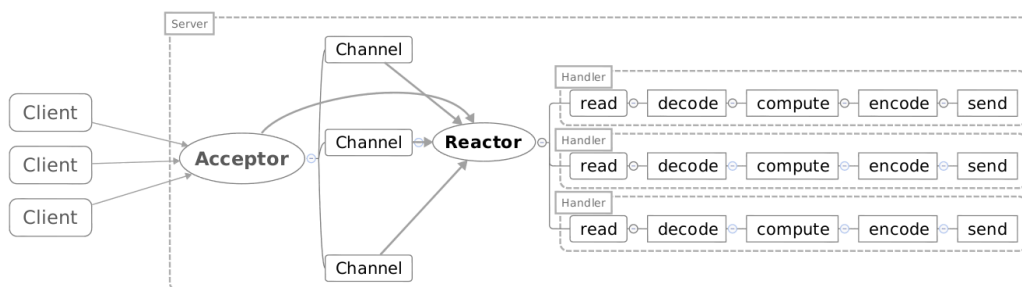 Server
Client
Client
Client
Acceptor
Channel
Channel
Channel
Reactor
Handler
read decode compute encode send
Handler
read decode compute encode send
Handler
read decode compute encode send